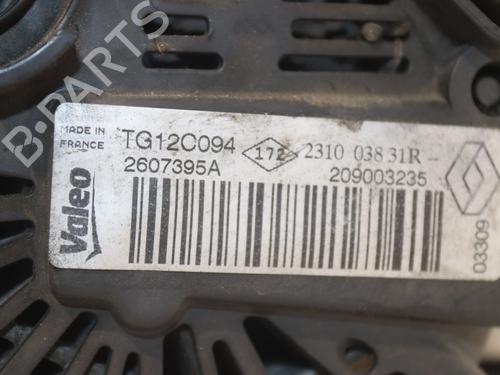 B-PARTS
MADE IN
FRANCE
TG12C094
172
2310 038 31R -
2607395A
209003235
Valeo
03309